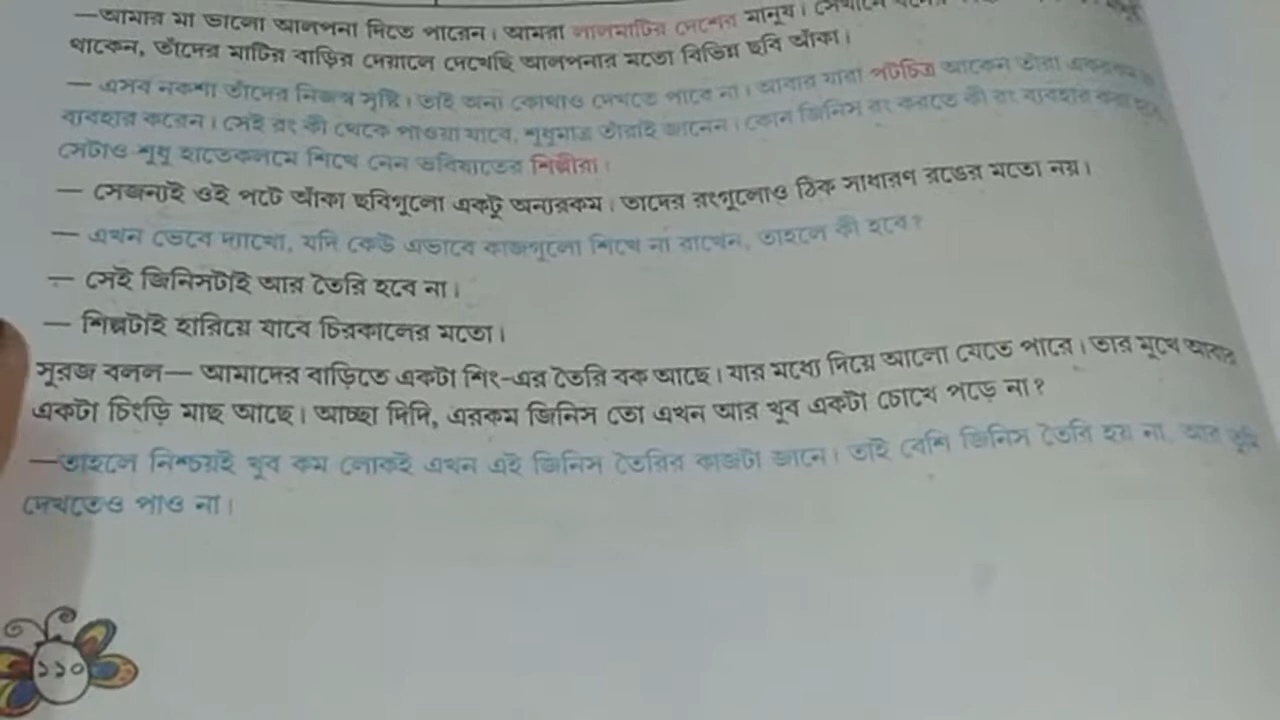 —আমার মা ভালো আলপনা দিতে পারেন। আমরা লালমাটির দেশের মানুষ। সেখানে
থাকেন, তাঁদের মাটির বাড়ির দেয়ালে দেখেছি আলপনার মতো বিভিন্ন ছবি আঁকা।
— এসব নকশা তাঁদের নিজস্ব সৃষ্টি। তাই অন্য কোথাও দেখতে পাবে না। আবার যারা পটচিত্র আঁকেন তাঁরা একরকম রং
ব্যবহার করেন। সেই রং কী থেকে পাওয়া যাবে, শুধুমাত্র তাঁরাই জানেন। কোন জিনিস রং করতে কী রং ব্যবহার করা হবে,
সেটাও শুধু হাতেকলমে শিখে নেন ভবিষ্যতের শিল্পীরা।
— সেজন্যই ওই পটে আঁকা ছবিগুলো একটু অন্যরকম। তাদের রংগুলোও ঠিক সাধারণ রঙের মতো নয়।
— এখন ভেবে দ্যাখো, যদি কেউ এভাবে কাজগুলো শিখে না রাখেন, তাহলে কী হবে?
— সেই জিনিসটাই আর তৈরি হবে না।
— শিল্পটাই হারিয়ে যাবে চিরকালের মতো।
সূরজ বলল— আমাদের বাড়িতে একটা শিং-এর তৈরি বক আছে। যার মধ্যে দিয়ে আলো যেতে পারে। তার মুখে আবার
একটা চিংড়ি মাছ আছে। আচ্ছা দিদি, এরকম জিনিস তো এখন আর খুব একটা চোখে পড়ে না?
—তাহলে নিশ্চয়ই খুব কম লোকই এখন এই জিনিস তৈরির কাজটা জানে। তাই বেশি জিনিস তৈরি হয় না, আর তুমি
দেখতেও পাও না।
১১০